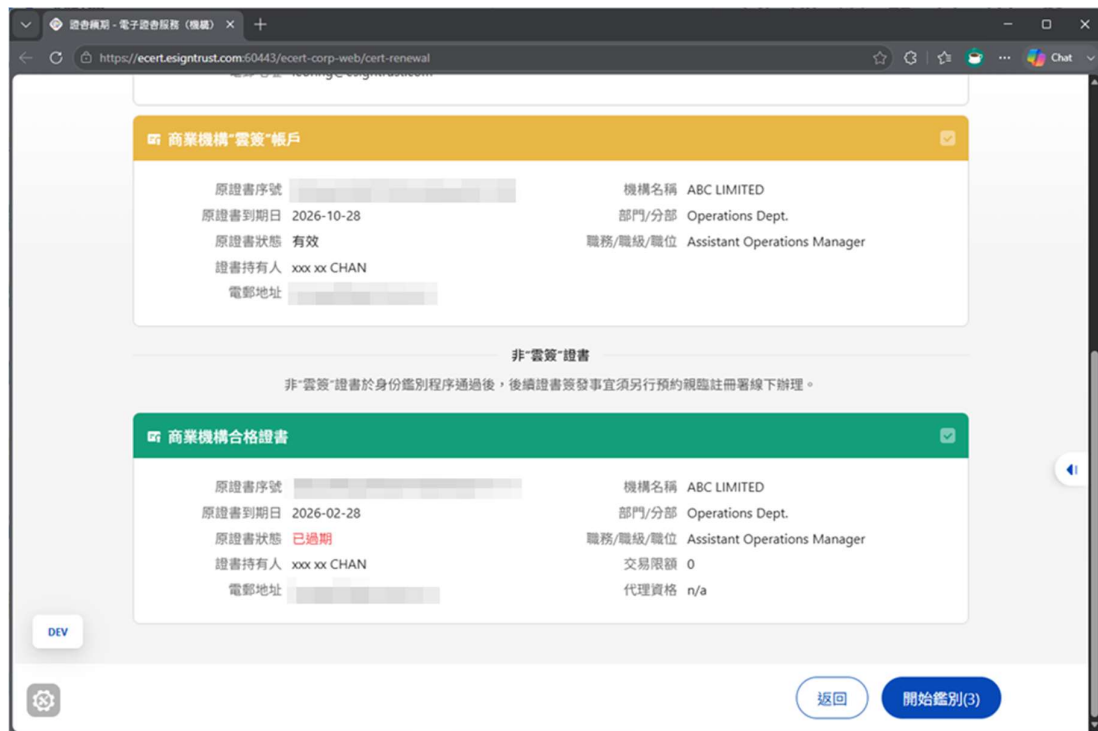 證書續期 - 電子證書服務（機構）
https://ecert.esigntrust.com:60443/ecert-corp-web/cert-renewal
Chat
商業機構“雲簽”帳戶
原證書序號
機構名稱 ABC LIMITED
原證書到期日 2026-10-28
部門/分部 Operations Dept.
原證書狀態 有效
職務/職級/職位 Assistant Operations Manager
證書持有人 xxx xx CHAN
電郵地址
非“雲簽”證書
非“雲簽”證書於身份鑑別程序通過後，後續證書簽發事宜須另行預約親臨註冊署線下辦理。
商業機構合格證書
原證書序號
機構名稱 ABC LIMITED
原證書到期日 2026-02-28
部門/分部 Operations Dept.
原證書狀態 已過期
職務/職級/職位 Assistant Operations Manager
證書持有人 xxx xx CHAN
交易限額 0
電郵地址
代理資格 n/a
DEV
返回
開始鑑別(3)